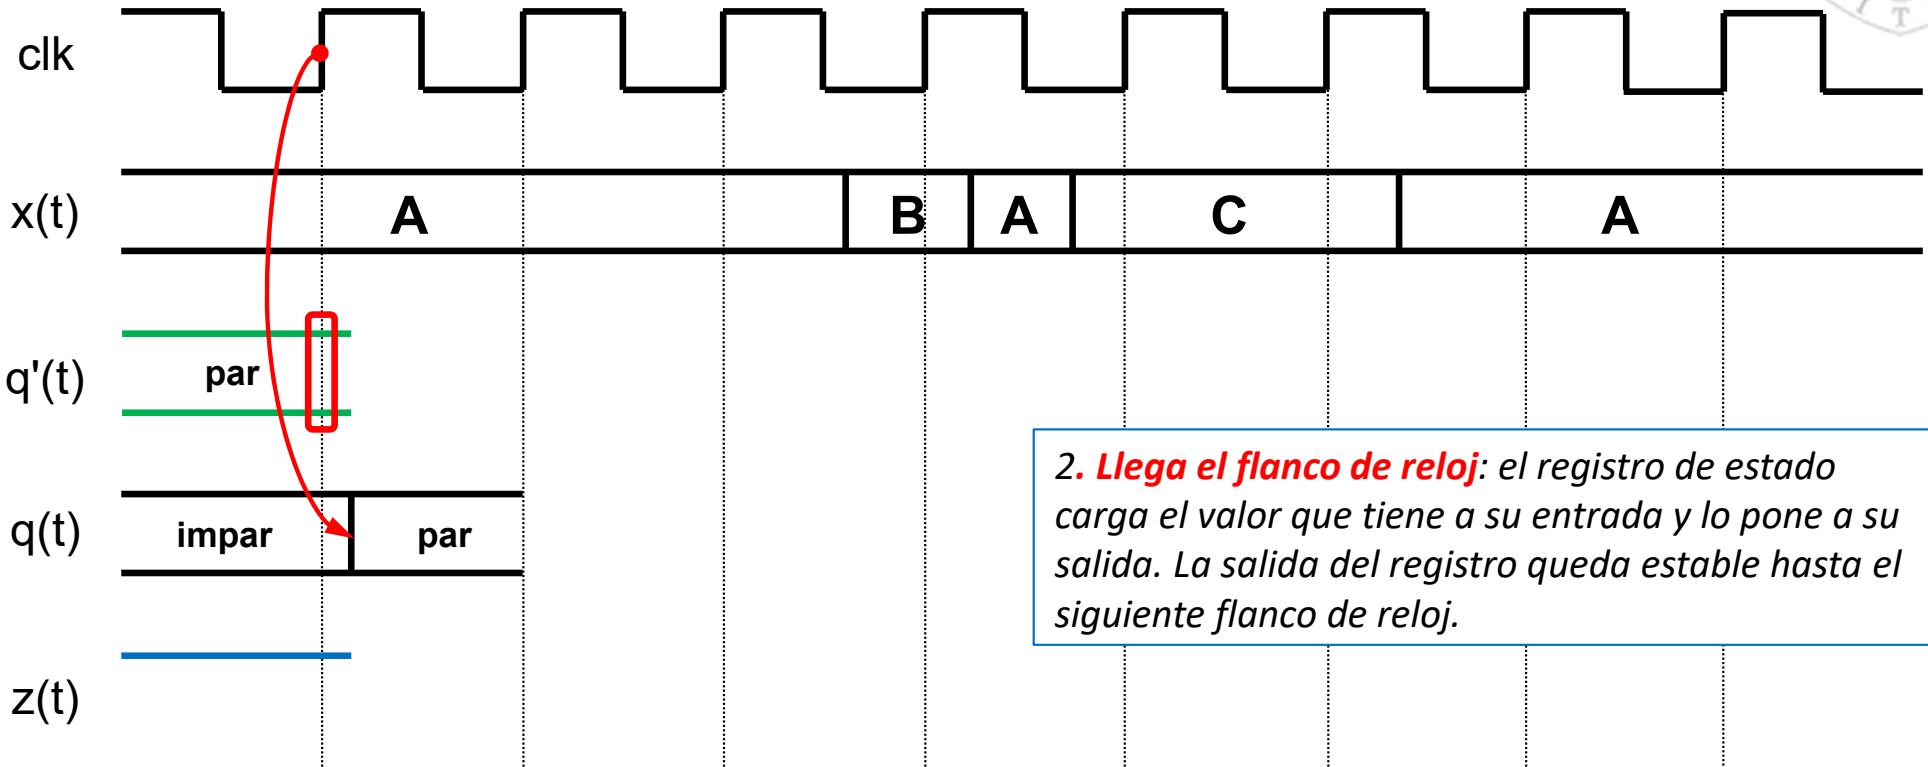 clk
x(t)
A
B
A
C
A
q'(t)
par
q(t)
impar
par
2. Llega el flanco de reloj: el registro de estado
carga el valor que tiene a su entrada y lo pone a su
salida. La salida del registro queda estable hasta el
siguiente flanco de reloj.
z(t)